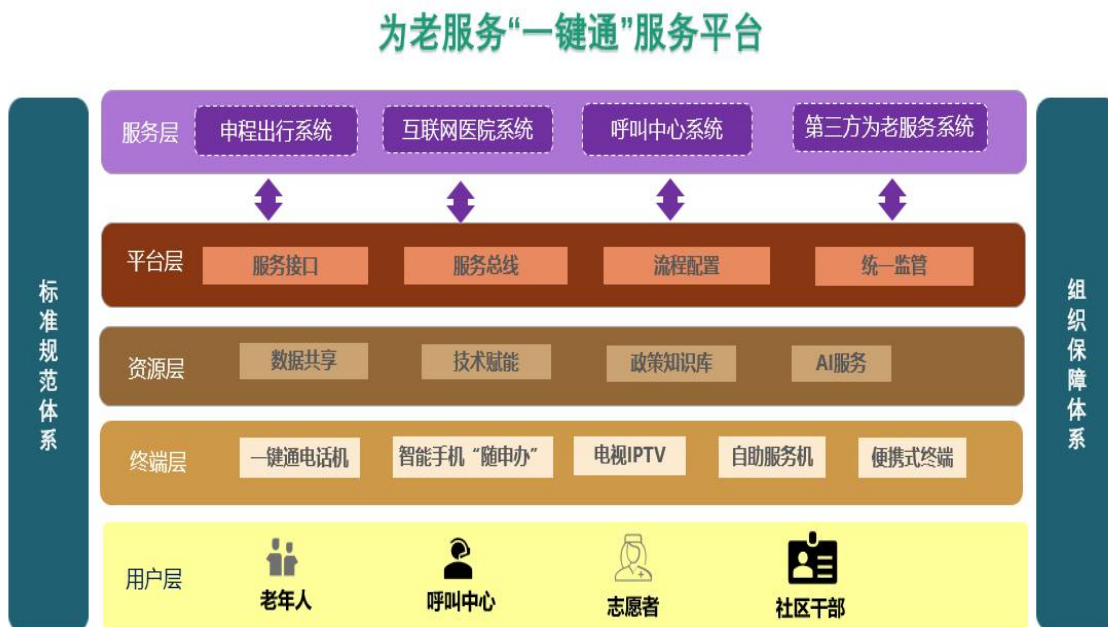 为老服务“一键通”服务平台
标准规范体系
服务层
申程出行系统
互联网医院系统
呼叫中心系统
第三方为老服务系统
平台层
服务接口
服务总线
流程配置
统一监管
资源层
数据共享
技术赋能
政策知识库
AI服务
终端层
一键通电话机
智能手机“随申办”
电视IPTV
自助服务机
便携式终端
用户层
老年人
呼叫中心
志愿者
社区干部
组织保障体系